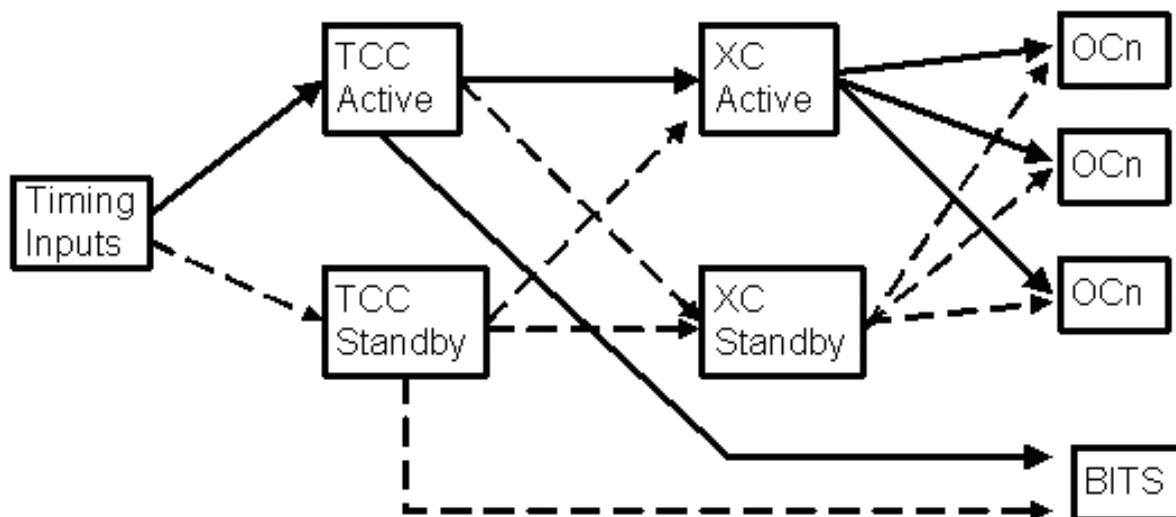 Timing
Inputs
TCC
Active
TCC
Standby
XC
Active
XC
Standby
OCn
OCn
OCn
BITS